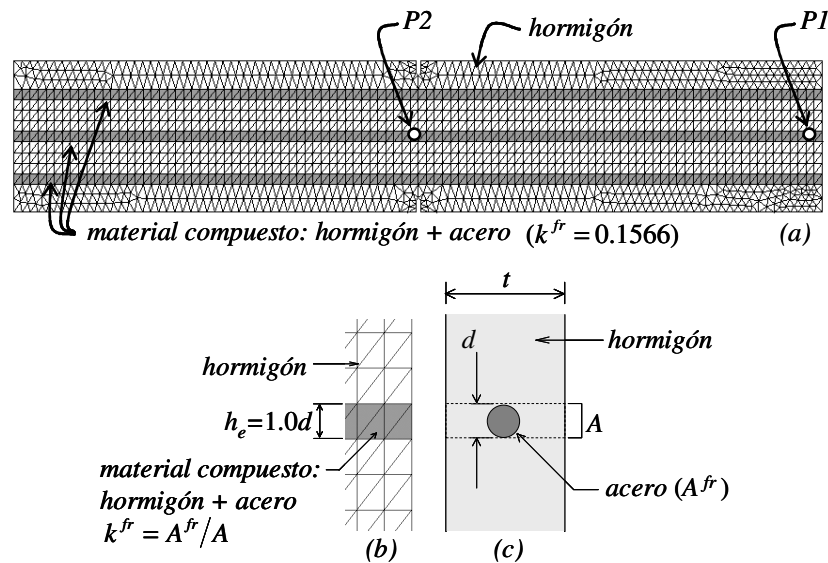 P2
hormigón
P1
material compuesto: hormigón + acero (k^fr = 0.1566)
(a)
t
hormigón
d
hormigón
h_e=1.0d
A
material compuesto:
hormigón + acero
k^fr = A^fr/A
acero (A^fr)
(b)
(c)